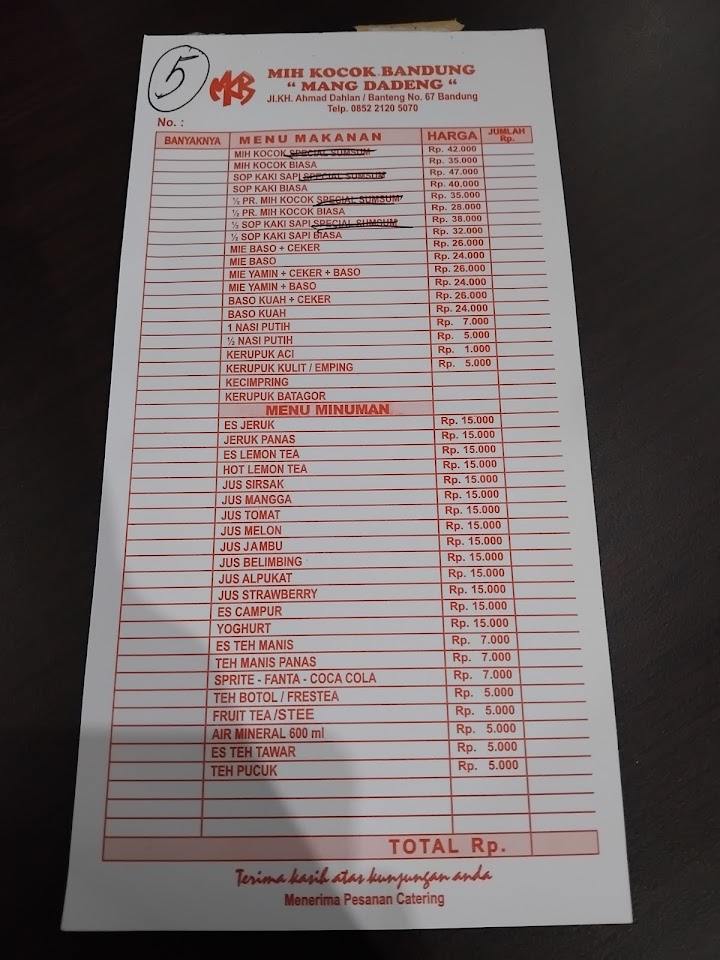 5
MKB
MIH KOCOK BANDUNG
“ MANG DADENG “
Jl.KH. Ahmad Dahlan / Banteng No. 67 Bandung
Telp. 0852 2120 5070
No. :
BANYAKNYA MENU MAKANAN HARGA JUMLAH Rp.
MIH KOCOK SPECIAL SUMSUM Rp. 42.000
MIH KOCOK BIASA Rp. 35.000
SOP KAKI SAPI SPECIAL SUMSUM Rp. 47.000
SOP KAKI BIASA Rp. 40.000
½ PR. MIH KOCOK SPECIAL SUMSUM Rp. 35.000
½ PR. MIH KOCOK BIASA Rp. 28.000
½ SOP KAKI SAPI SPECIAL SUMSUM Rp. 38.000
½ SOP KAKI SAPI BIASA Rp. 32.000
MIE BASO + CEKER Rp. 26.000
MIE BASO Rp. 24.000
MIE YAMIN + CEKER + BASO Rp. 26.000
MIE YAMIN + BASO Rp. 24.000
BASO KUAH + CEKER Rp. 26.000
BASO KUAH Rp. 24.000
1 NASI PUTIH Rp. 7.000
½ NASI PUTIH Rp. 5.000
KERUPUK ACI Rp. 1.000
KERUPUK KULIT / EMPING Rp. 5.000
KECIMPRING
KERUPUK BATAGOR
MENU MINUMAN
ES JERUK Rp. 15.000
JERUK PANAS Rp. 15.000
ES LEMON TEA Rp. 15.000
HOT LEMON TEA Rp. 15.000
JUS SIRSAK Rp. 15.000
JUS MANGGA Rp. 15.000
JUS TOMAT Rp. 15.000
JUS MELON Rp. 15.000
JUS JAMBU Rp. 15.000
JUS BELIMBING Rp. 15.000
JUS ALPUKAT Rp. 15.000
JUS STRAWBERRY Rp. 15.000
ES CAMPUR Rp. 15.000
YOGHURT Rp. 15.000
ES TEH MANIS Rp. 7.000
TEH MANIS PANAS Rp. 7.000
SPRITE - FANTA - COCA COLA Rp. 7.000
TEH BOTOL / FRESTEA Rp. 5.000
FRUIT TEA /STEE Rp. 5.000
AIR MINERAL 600 ml Rp. 5.000
ES TEH TAWAR Rp. 5.000
TEH PUCUK Rp. 5.000
TOTAL Rp.
Terima kasih atas kunjungan anda
Menerima Pesanan Catering